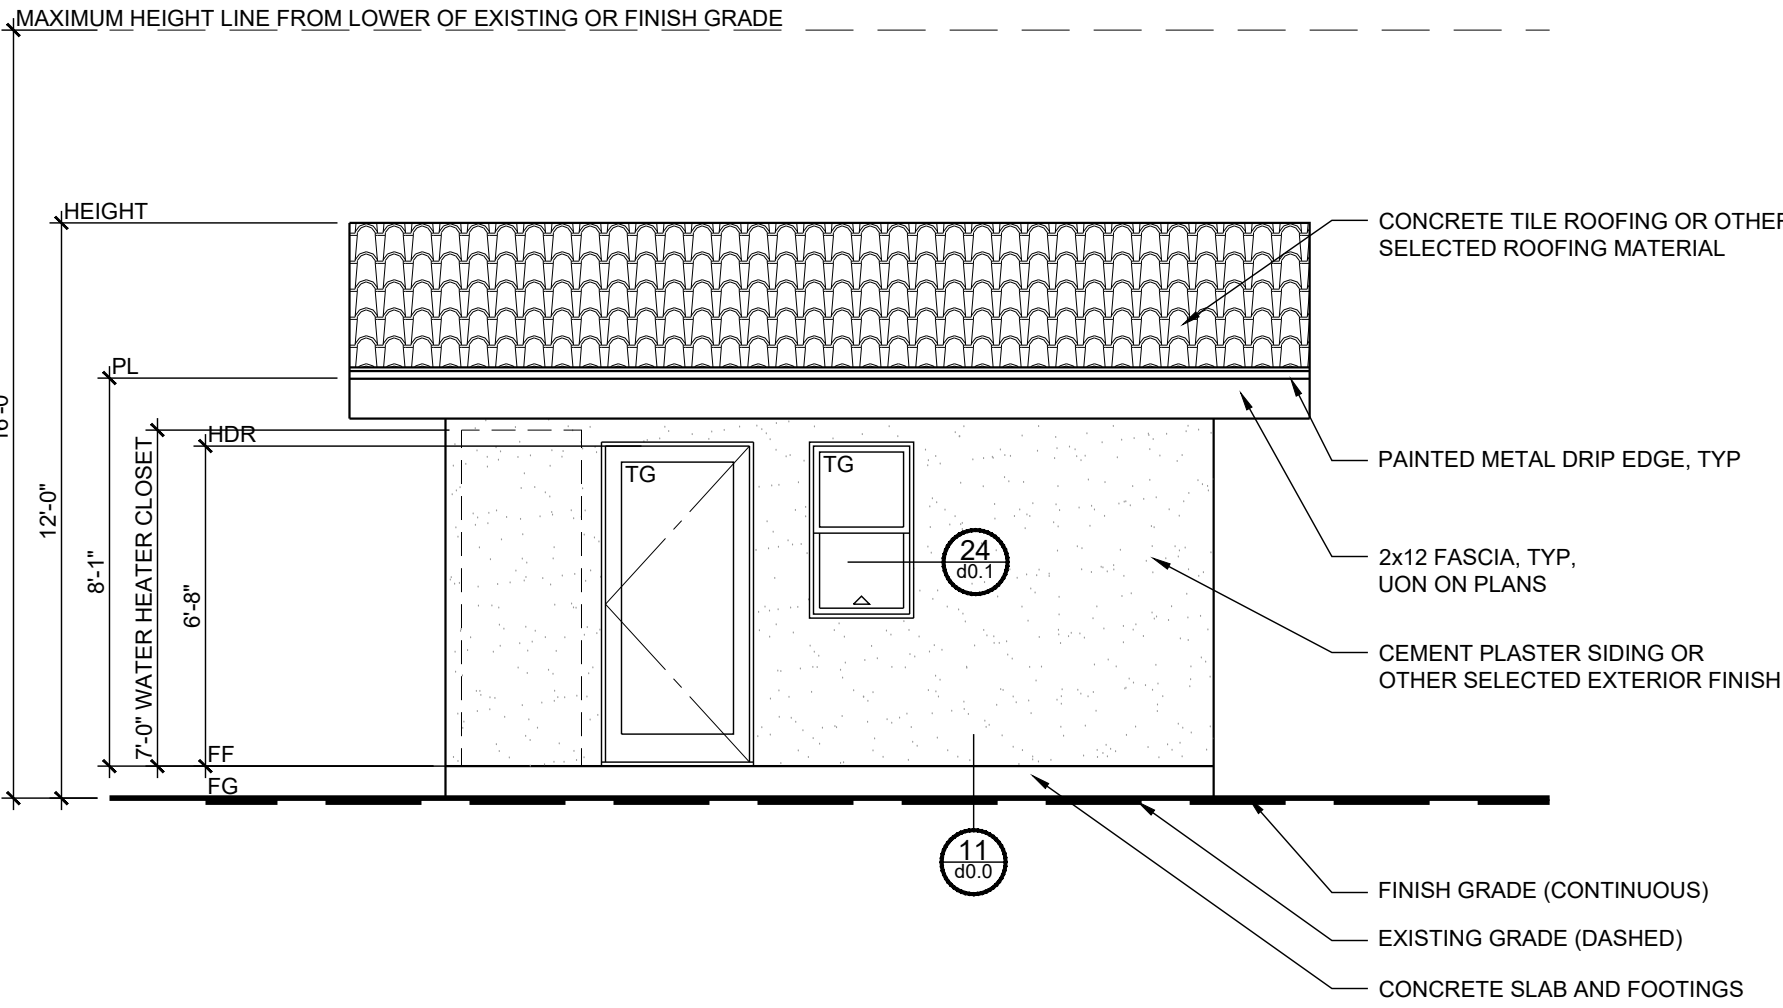 MAXIMUM HEIGHT LINE FROM LOWER OF EXISTING OR FINISH GRADE
HEIGHT
CONCRETE TILE ROOFING OR OTHER
SELECTED ROOFING MATERIAL
PL
HDR
TG
TG
PAINTED METAL DRIP EDGE, TYP
12'-0"
8'-1"
7'-0" WATER HEATER CLOSET
6'-8"
24
d0.1
2x12 FASCIA, TYP,
UON ON PLANS
CEMENT PLASTER SIDING OR
OTHER SELECTED EXTERIOR FINISH
FF
FG
11
d0.0
FINISH GRADE (CONTINUOUS)
EXISTING GRADE (DASHED)
CONCRETE SLAB AND FOOTINGS